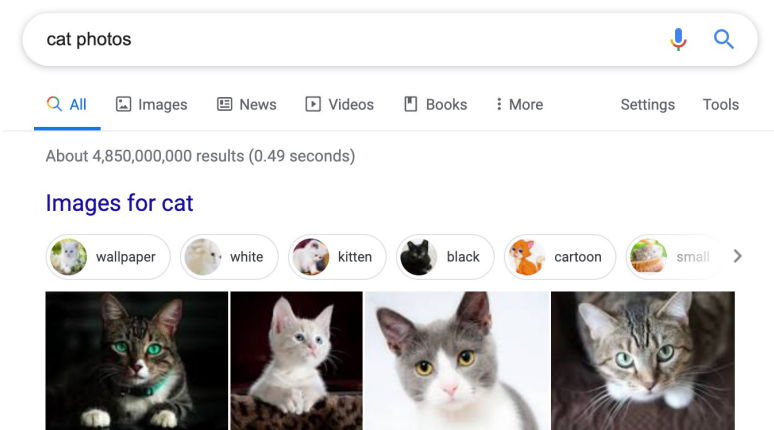 cat photos
All Images News Videos Books More Settings Tools
About 4,850,000,000 results (0.49 seconds)
Images for cat
wallpaper white kitten black cartoon small